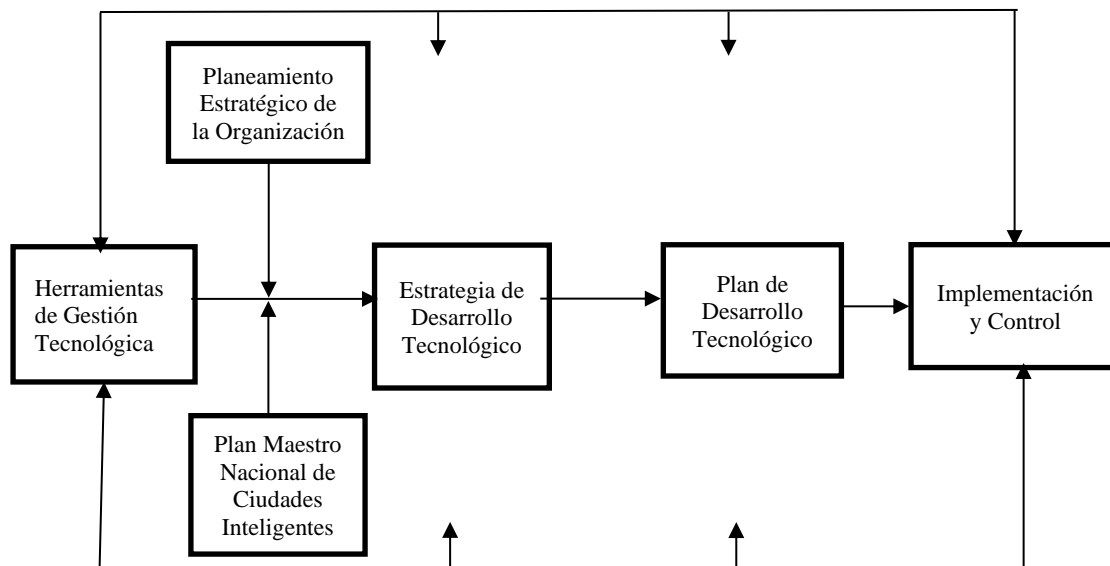 Planeamiento
Estratégico de
la Organización
Herramientas
de Gestión
Tecnológica
Estrategia de
Desarrollo
Tecnológico
Plan de
Desarrollo
Tecnológico
Implementación
y Control
Plan Maestro
Nacional de
Ciudades
Inteligentes